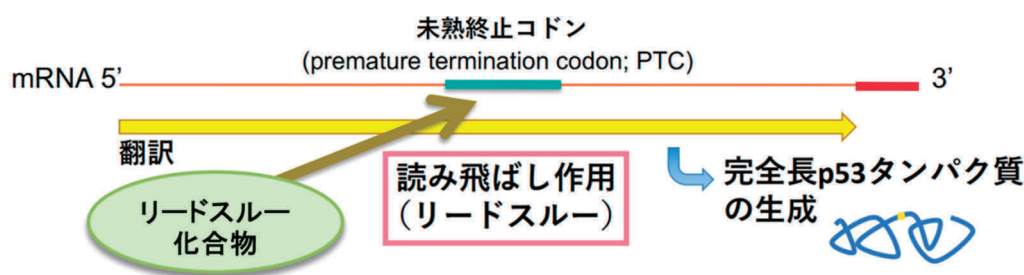 未熟終止コドン
(premature termination codon; PTC)
mRNA 5’
3’
翻訳
リードスルー
化合物
読み飛ばし作用
（リードスルー）
完全長p53タンパク質
の生成